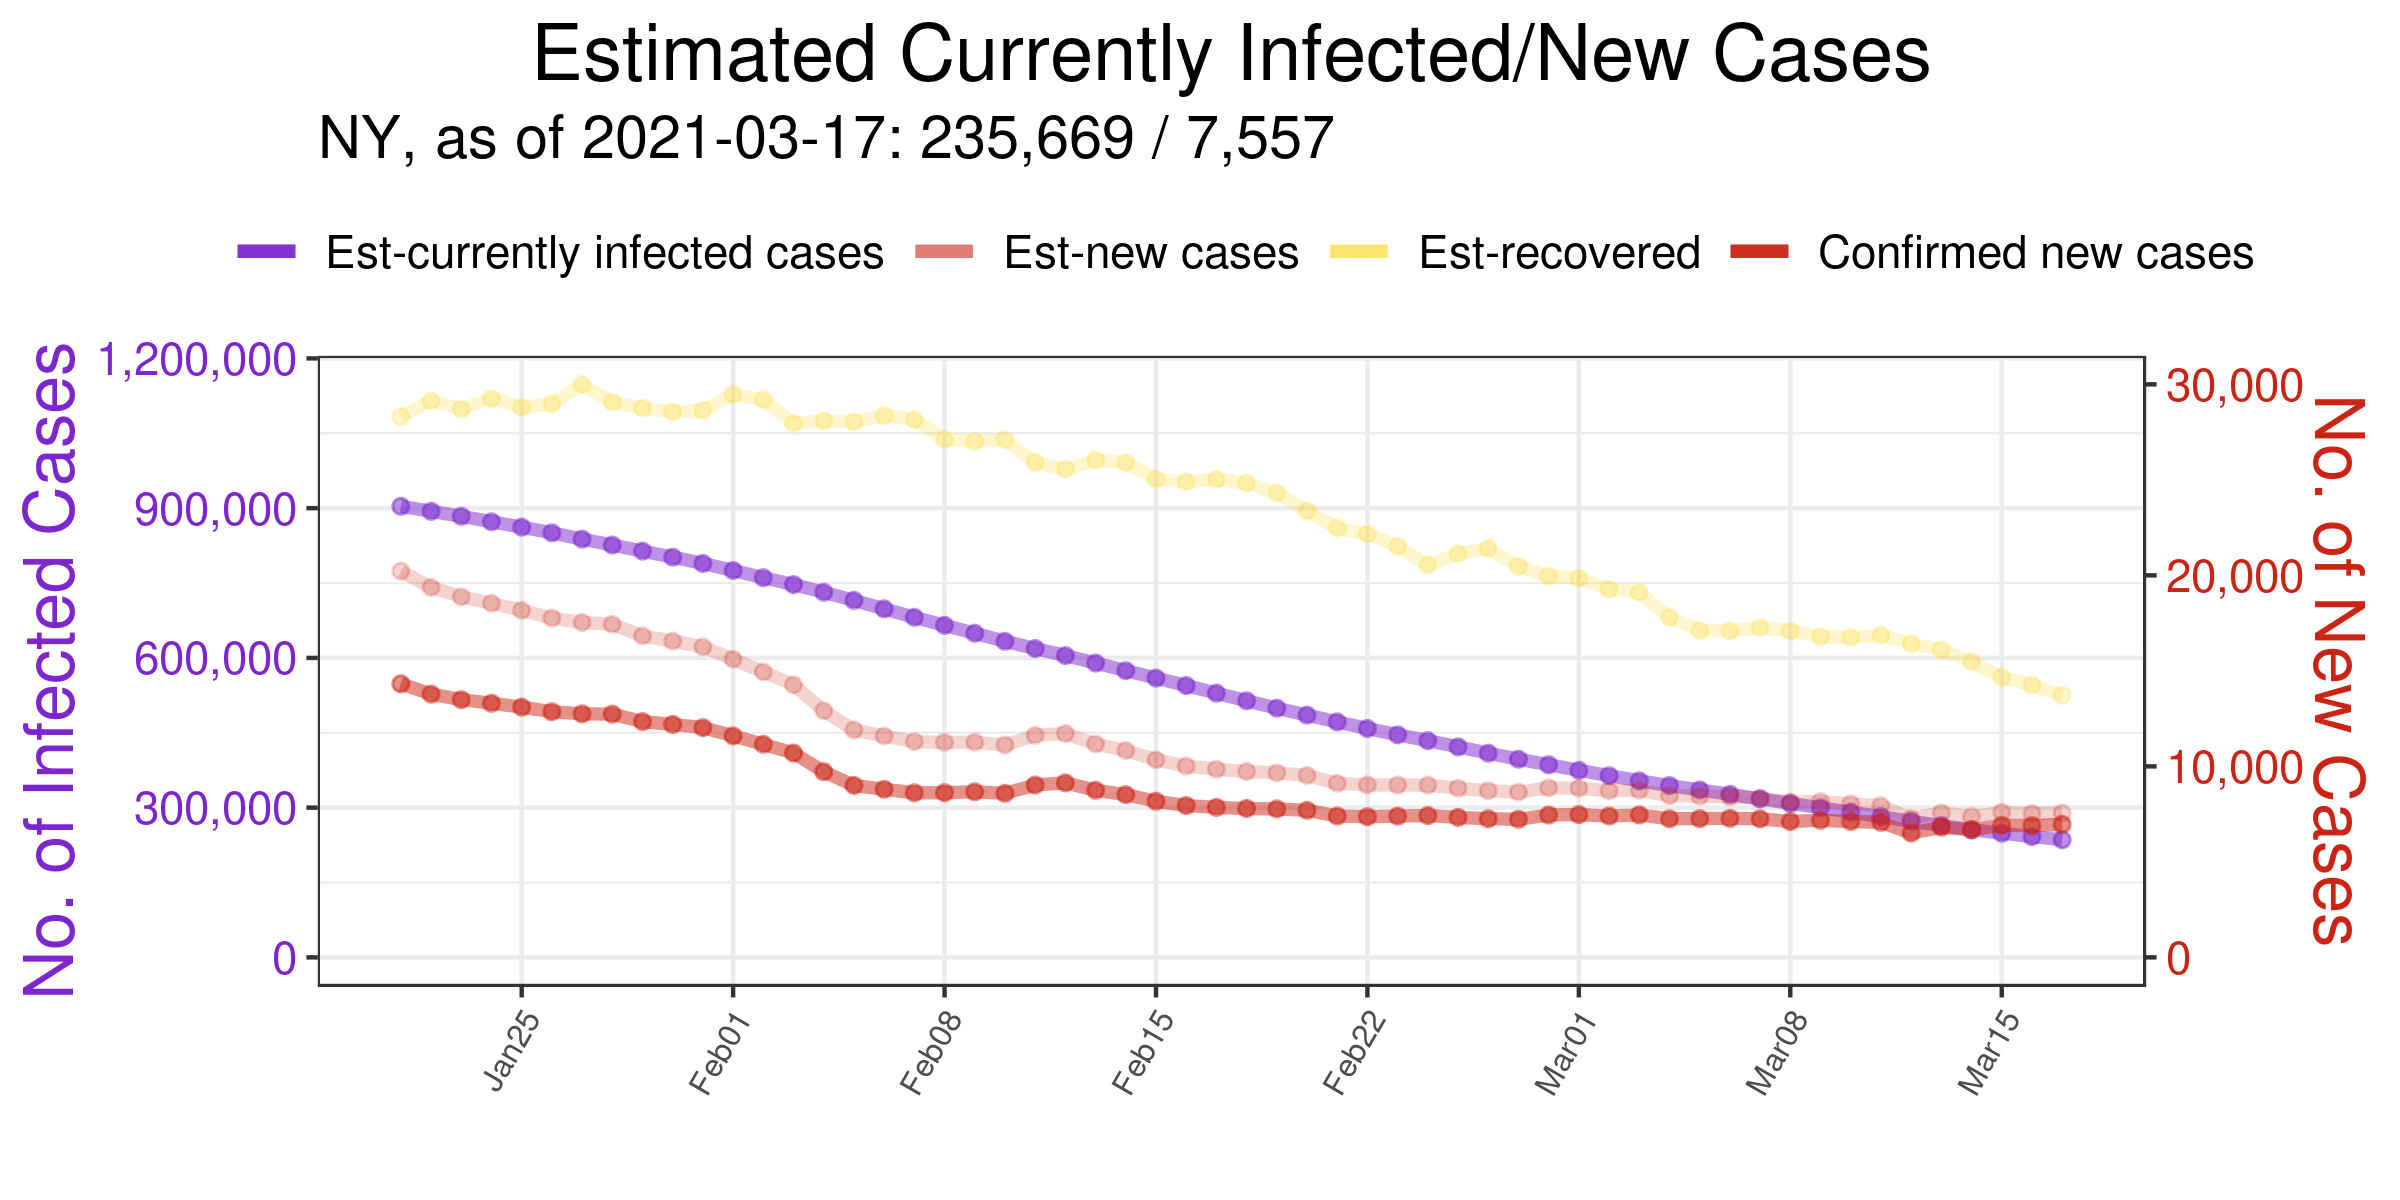 Estimated Currently Infected/New Cases
NY, as of 2021-03-17: 235,669 / 7,557
Est-currently infected cases Est-new cases Est-recovered Confirmed new cases
No. of Infected Cases
1,200,000
900,000
600,000
300,000
0
30,000
20,000
10,000
0
No. of New Cases
Jan25 Feb01 Feb08 Feb15 Feb22 Mar01 Mar08 Mar15